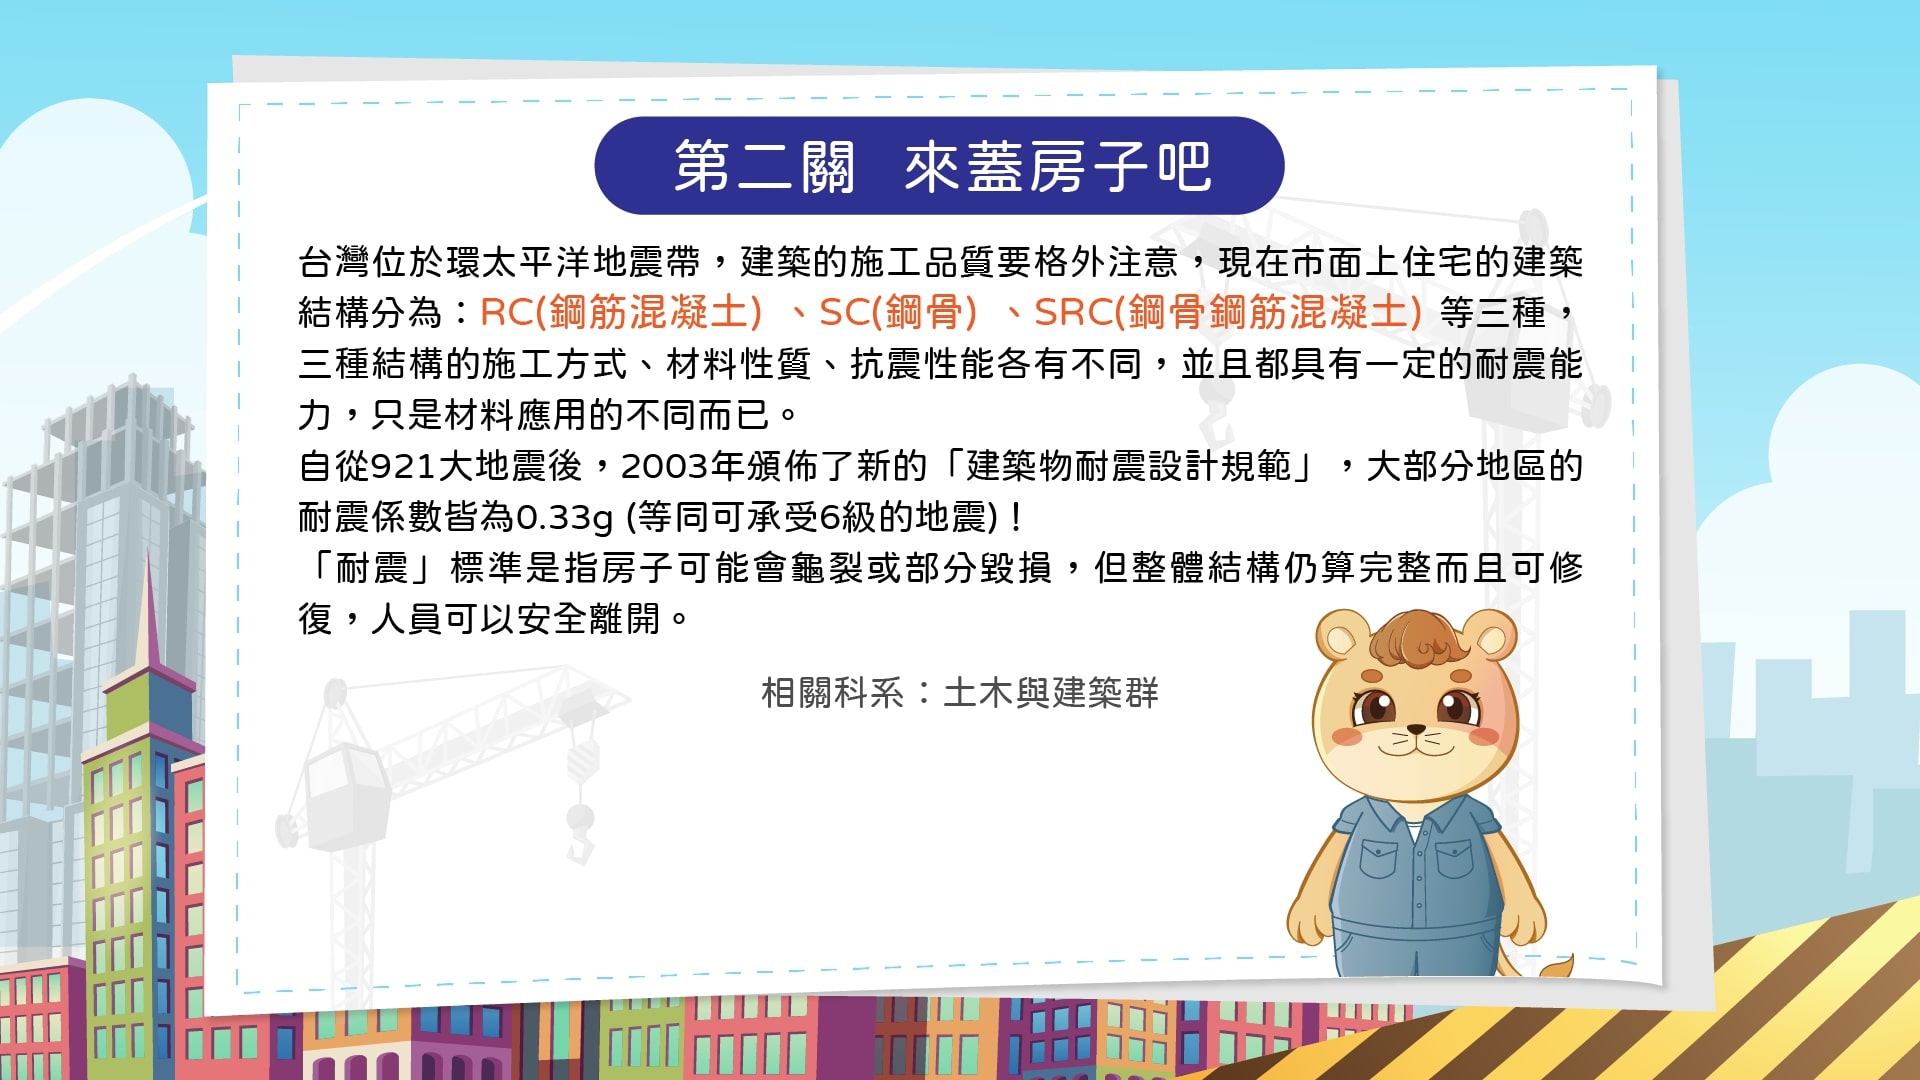 第二關 來蓋房子吧
台灣位於環太平洋地震帶，建築的施工品質要格外注意，現在市面上住宅的建築
結構分為：RC(鋼筋混凝土) 、SC(鋼骨) 、SRC(鋼骨鋼筋混凝土) 等三種，
三種結構的施工方式、材料性質、抗震性能各有不同，並且都具有一定的耐震能
力，只是材料應用的不同而已。
自從921大地震後，2003年頒佈了新的「建築物耐震設計規範」，大部分地區的
耐震係數皆為0.33g (等同可承受6級的地震)！
「耐震」標準是指房子可能會龜裂或部分毀損，但整體結構仍算完整而且可修
復，人員可以安全離開。
相關科系：土木與建築群